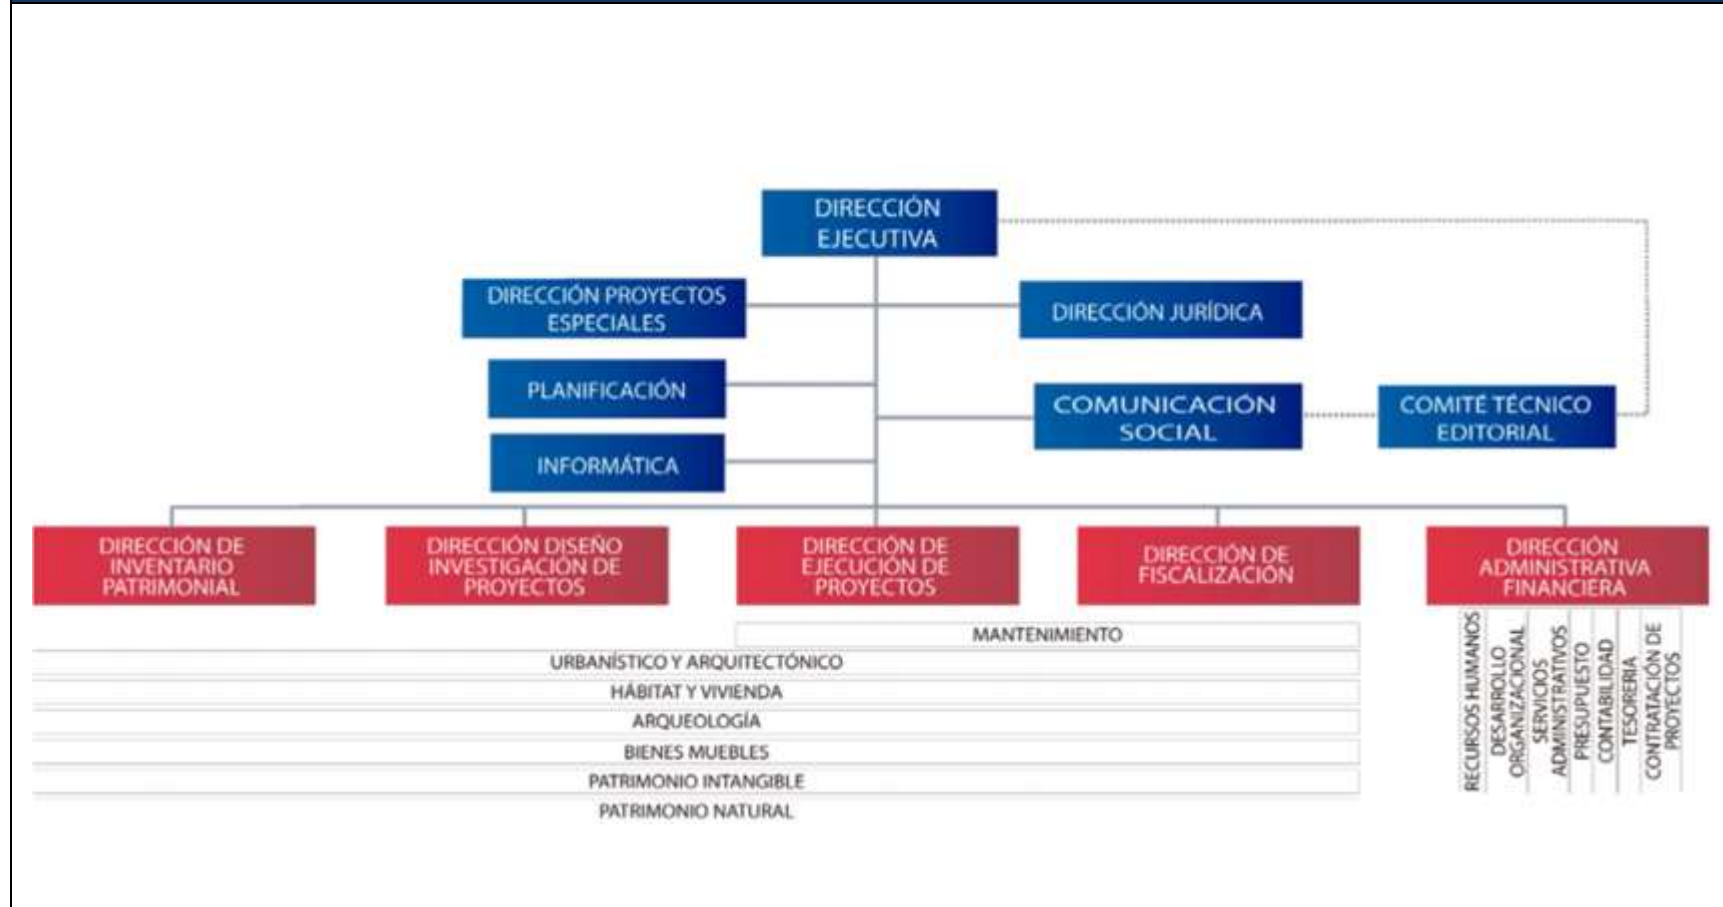 DIRECCIÓN
EJECUTIVA
DIRECCIÓN PROYECTOS
ESPECIALES
DIRECCIÓN JURÍDICA
PLANIFICACIÓN
COMUNICACIÓN
SOCIAL
COMITÉ TÉCNICO
EDITORIAL
INFORMÁTICA
DIRECCIÓN DE
INVENTARIO
PATRIMONIAL
DIRECCIÓN DISEÑO
INVESTIGACIÓN DE
PROYECTOS
DIRECCIÓN DE
EJECUCIÓN DE
PROYECTOS
DIRECCIÓN DE
FISCALIZACIÓN
DIRECCIÓN
ADMINISTRATIVA
FINANCIERA
MANTENIMIENTO
URBANÍSTICO Y ARQUITECTÓNICO
HÁBITAT Y VIVIENDA
ARQUEOLOGÍA
BIENES MUEBLES
PATRIMONIO INTANGIBLE
PATRIMONIO NATURAL
RECURSOS HUMANOS
DESARROLLO
ORGANIZACIONAL
SERVICIOS
ADMINISTRATIVOS
PRESUPUESTO
CONTABILIDAD
TESORERIA
CONTRATACIÓN DE
PROYECTOS